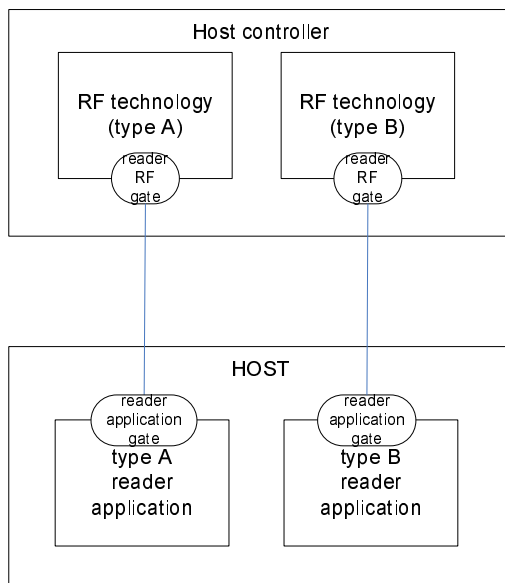 Host controller
RF technology
(type A)
reader
RF
gate
RF technology
(type B)
reader
RF
gate
HOST
reader
application
gate
type A
reader
application
reader
application
gate
type B
reader
application